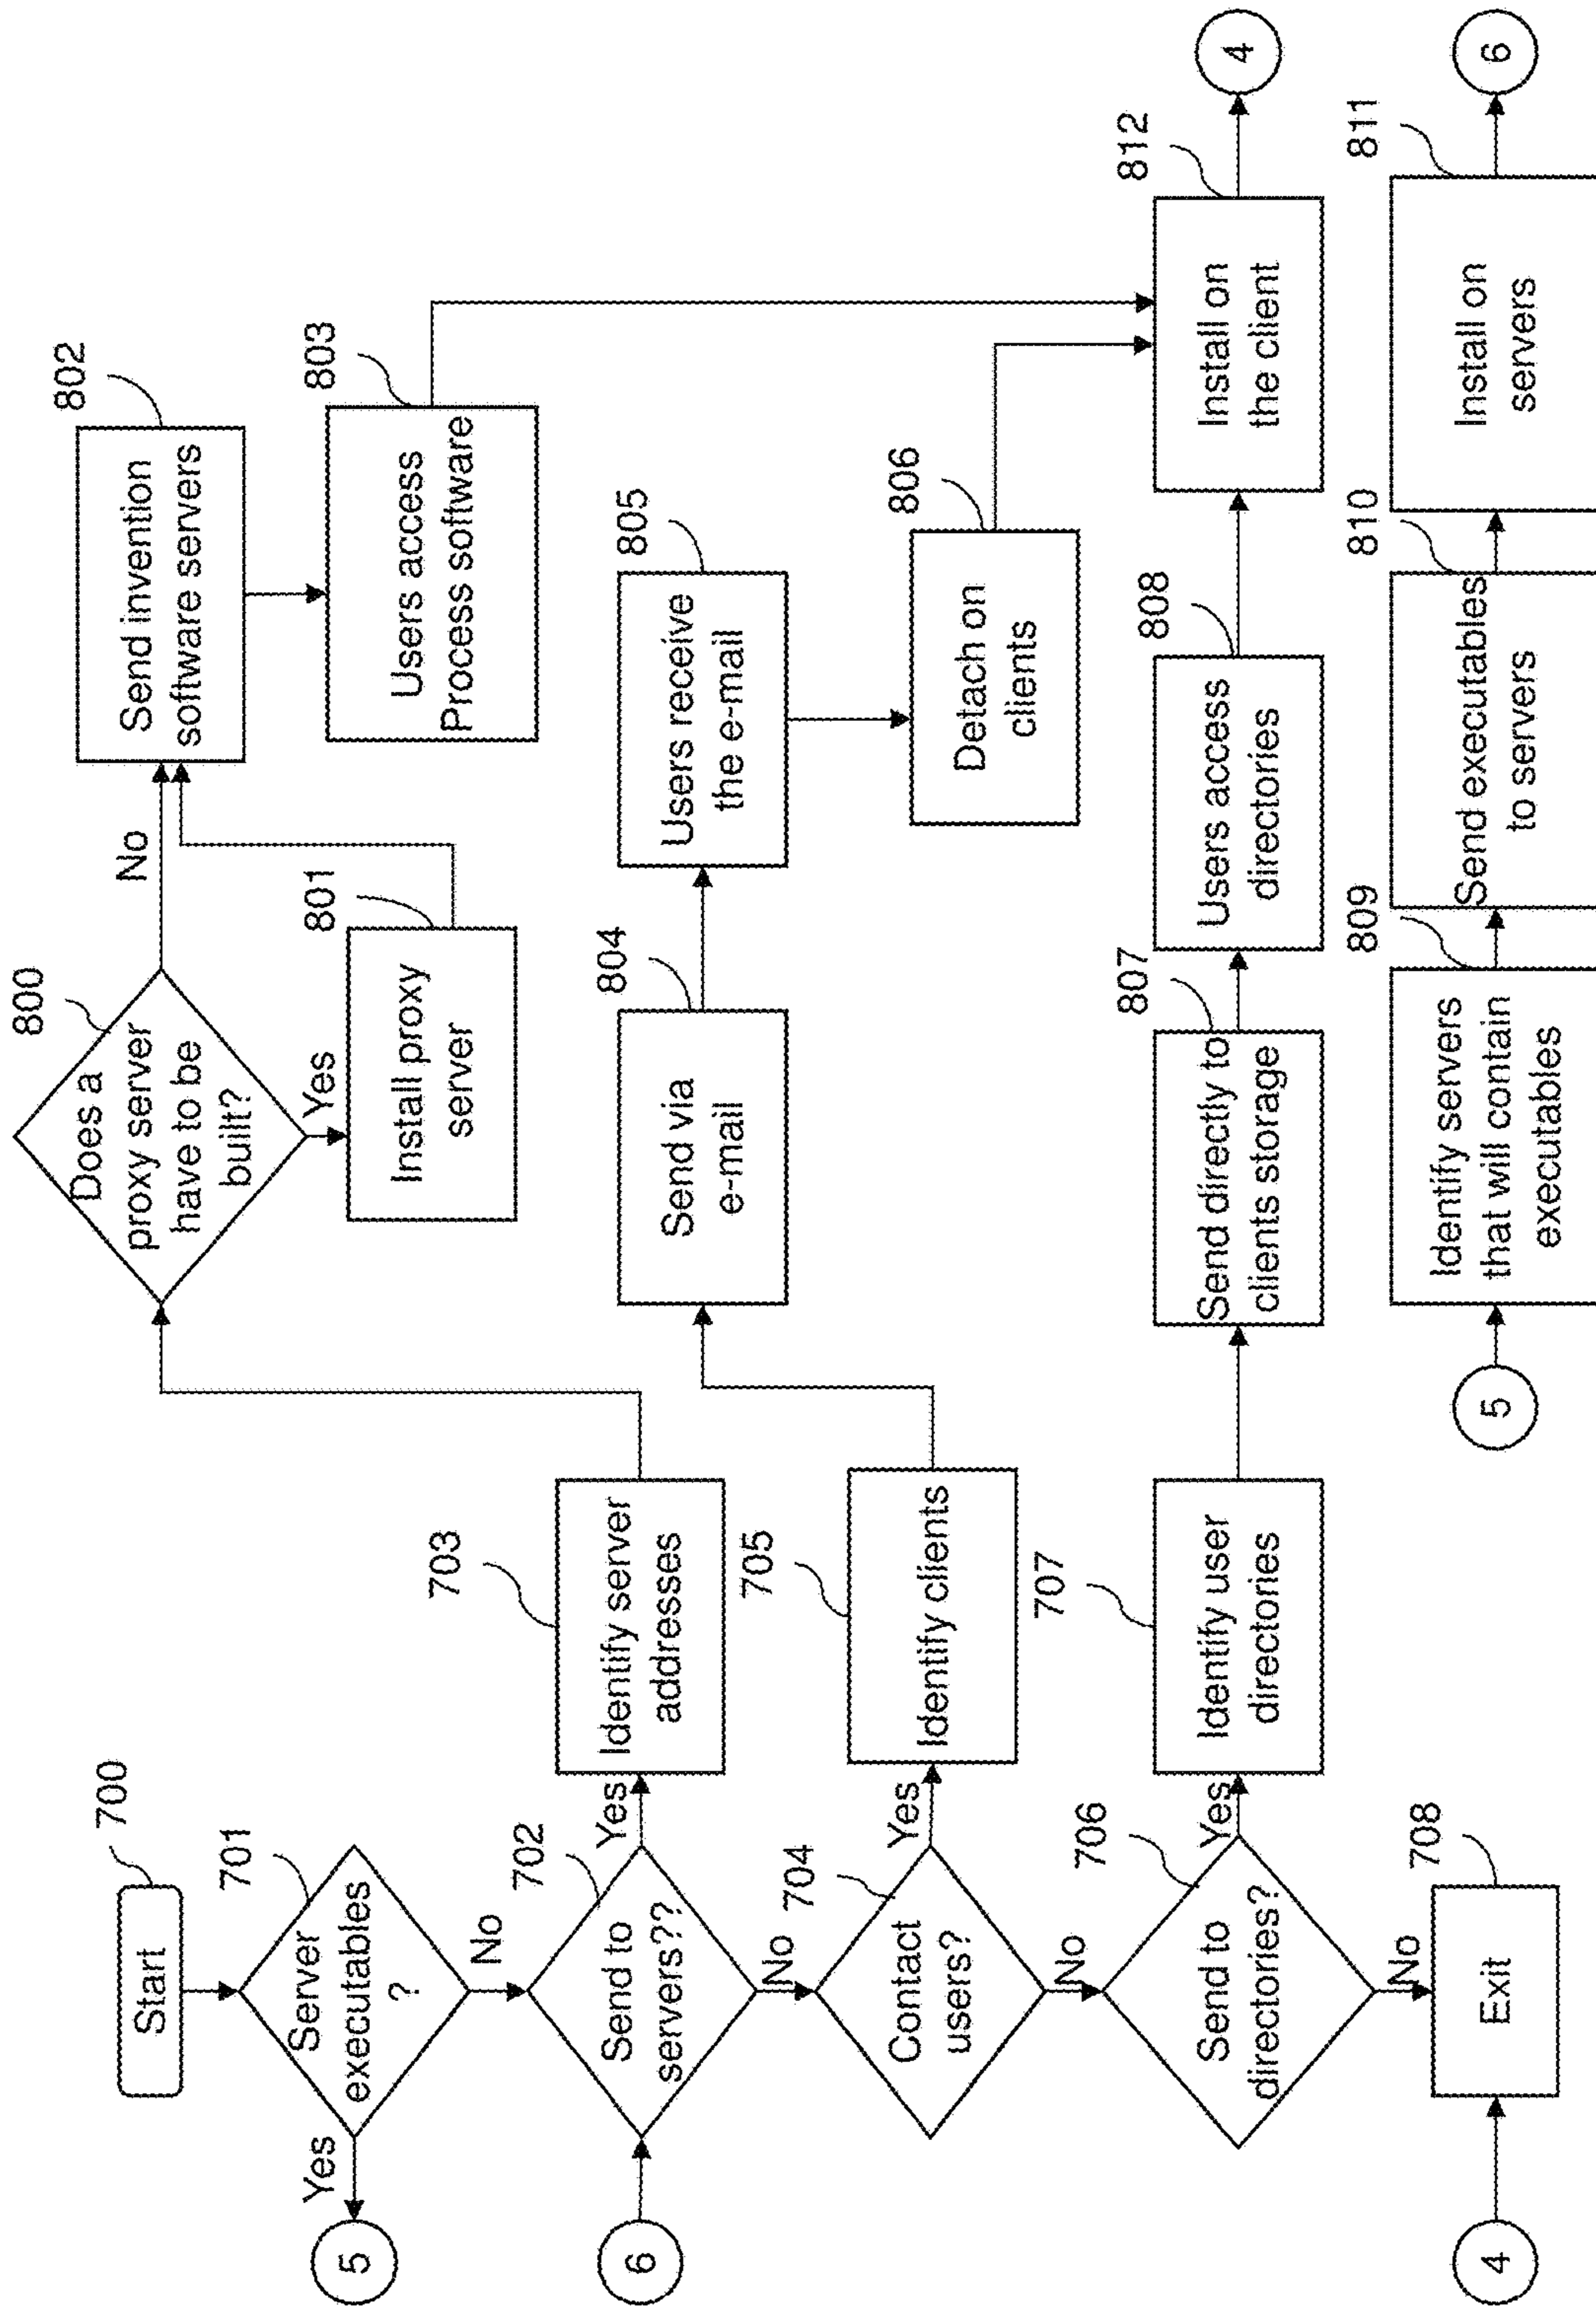 700
Start
701
Server
executables
?
Yes
5
No
702
Send to
servers??
6
Yes
703
Identify server
addresses
No
704
Contact
users?
Yes
705
Identify clients
No
706
Send to
directories?
Yes
707
Identify user
directories
No
708
Exit
4
800
Does a
proxy server
have to be
built?
No
Yes
801
Install proxy
server
802
Send invention
software servers
803
Users access
Process software
804
Send via
e-mail
805
Users receive
the e-mail
806
Detach on
clients
807
Send directly to
clients storage
808
Users access
directories
812
Install on
the client
4
5
809
Identify servers
that will contain
executables
810
Send executables
to servers
811
Install on
servers
6